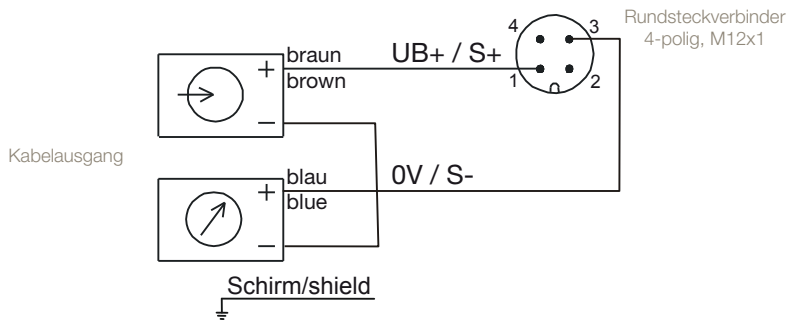 Rundsteckverbinder
4-polig, M12x1
4
3
1
2
braun
brown
UB+ / S+
+
−
Kabelausgang
blau
blue
0V / S-
+
−
Schirm/shield